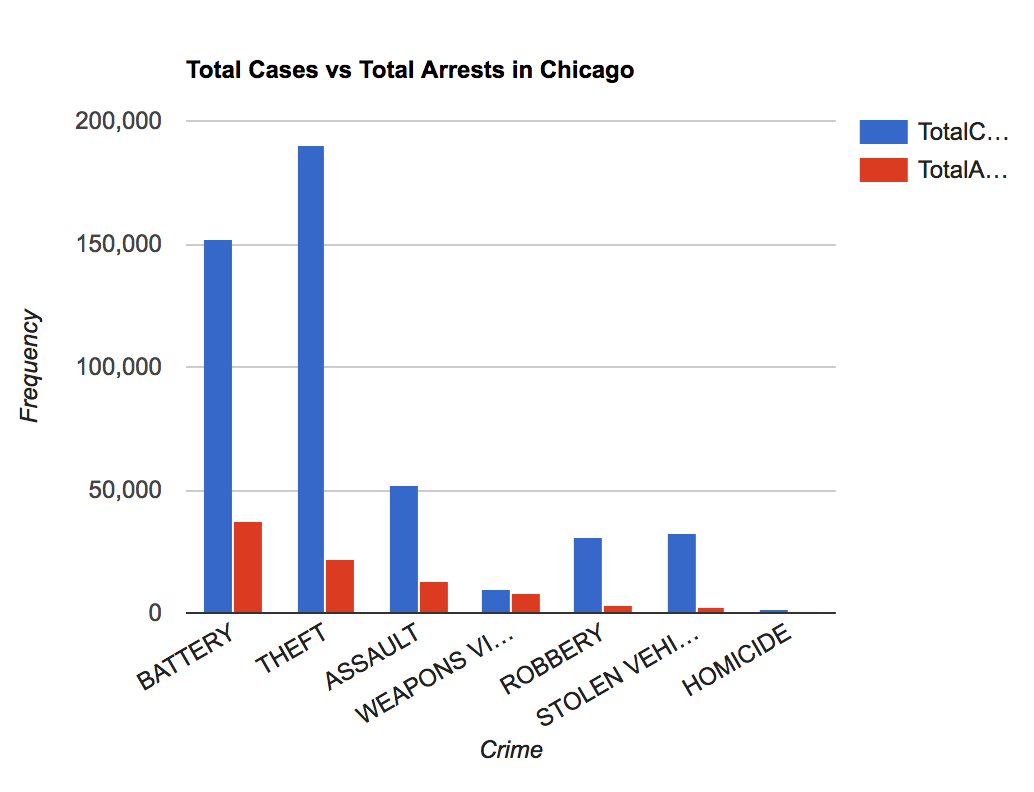 Total Cases vs Total Arrests in Chicago
200,000
150,000
100,000
50,000
0
Frequency
TotalC...
TotalA...
BATTERY
THEFT
ASSAULT
WEAPONS VI...
ROBBERY
STOLEN VEHI...
HOMICIDE
Crime